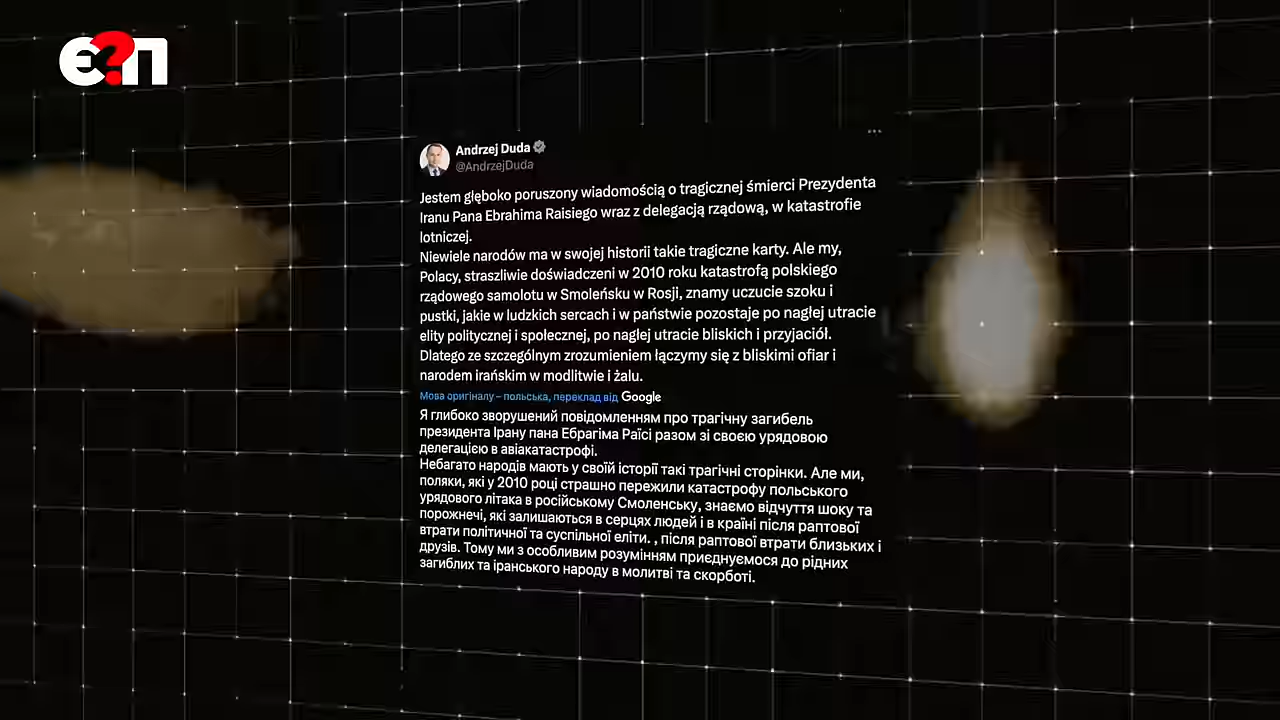 Є?П
Andrzej Duda
@AndrzejDuda
Jestem głęboko poruszony wiadomością o tragicznej śmierci Prezydenta
Iranu Pana Ebrahima Raisiego wraz z delegacją rządową, w katastrofie
lotniczej.
Niewiele narodów ma w swojej historii takie tragiczne karty. Ale my,
Polacy, straszliwie doświadczeni w 2010 roku katastrofą polskiego
rządowego samolotu w Smoleńsku w Rosji, znamy uczucie szoku i
pustki, jakie w ludzkich sercach i w państwie pozostaje po nagłej utracie
elity politycznej i społecznej, po nagłej utracie bliskich i przyjaciół.
Dlatego ze szczególnym zrozumieniem łączymy się z bliskimi ofiar i
narodem irańskim w modlitwie i żalu.
Мова оригіналу – польська, переклад від Google
Я глибоко зворушений повідомленням про трагічну загибель
президента Ірану пана Ебрагіма Раїсі разом зі своєю урядовою
делегацією в авіакатастрофі.
Небагато народів мають у своїй історії такі трагічні сторінки. Але ми,
поляки, які у 2010 році страшно пережили катастрофу польського
урядового літака в російському Смоленську, знаємо відчуття шоку та
порожнечі, які залишаються в серцях людей і в країні після раптової
втрати політичної та суспільної еліти. , після раптової втрати близьких і
друзів. Тому ми з особливим розумінням приєднуємося до рідних
загиблих та іранського народу в молитві та скорботі.